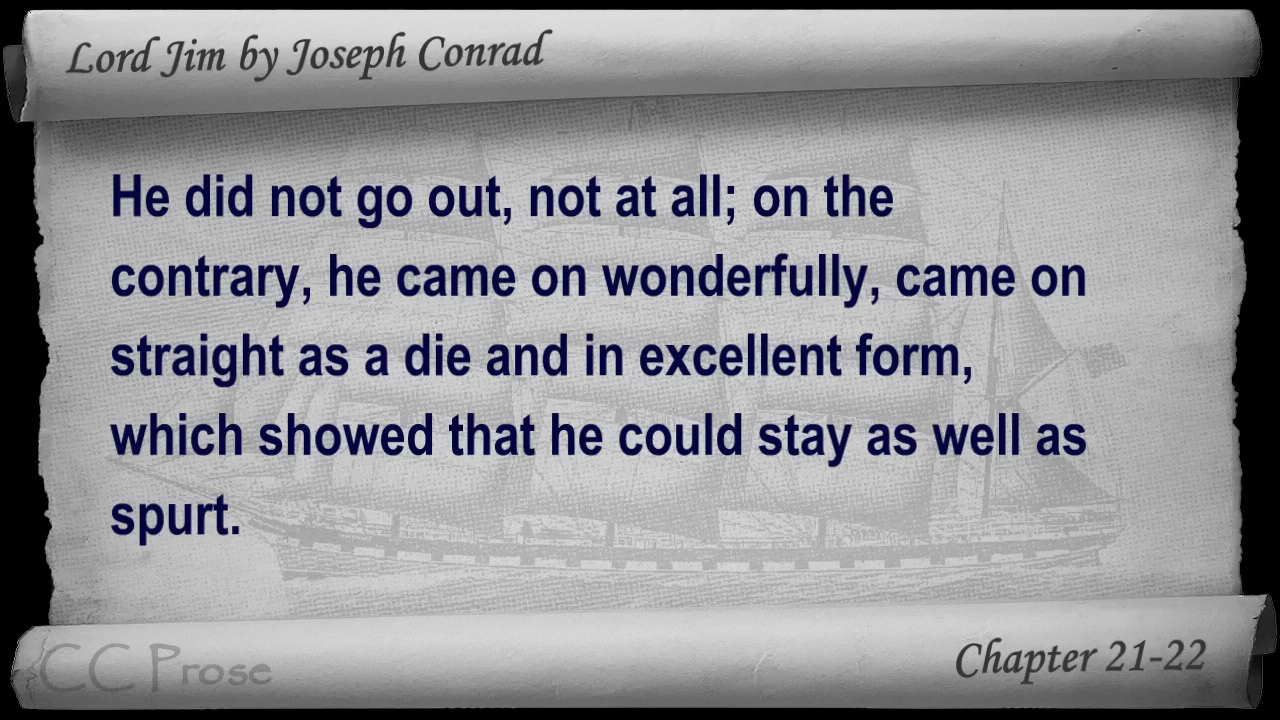 Lord Jim by Joseph Conrad
He did not go out, not at all; on the
contrary, he came on wonderfully, came on
straight as a die and in excellent form,
which showed that he could stay as well as
spurt.
CC Prose
Chapter 21-22